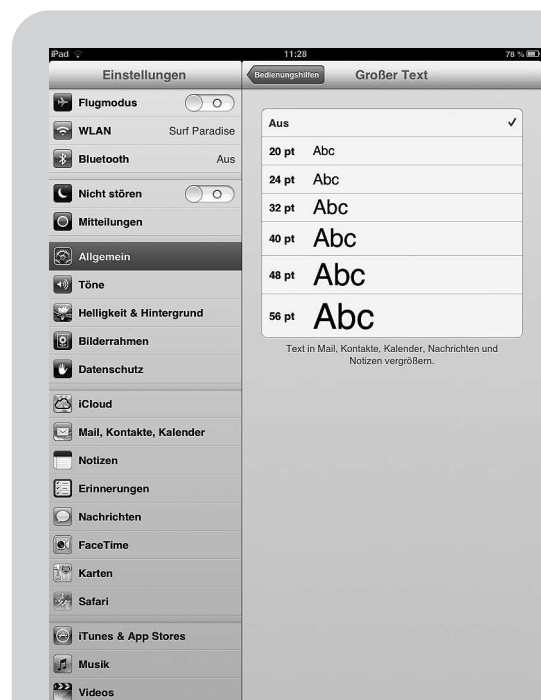 iPad 11:28 78 %
Einstellungen
Flugmodus
WLAN Surf Paradise
Bluetooth Aus
Nicht stören
Mitteilungen
Allgemein
Töne
Helligkeit & Hintergrund
Bilderrahmen
Datenschutz
iCloud
Mail, Kontakte, Kalender
Notizen
Erinnerungen
Nachrichten
FaceTime
Karten
Safari
iTunes & App Stores
Musik
Videos
Bedienungshilfen Großer Text
Aus
20 pt Abc
24 pt Abc
32 pt Abc
40 pt Abc
48 pt Abc
56 pt Abc
Text in Mail, Kontakte, Kalender, Nachrichten und
Notizen vergrößern.